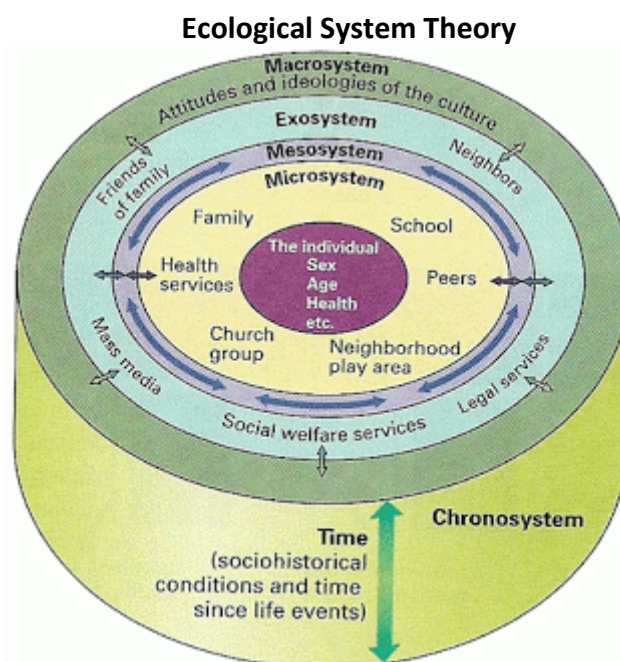 Ecological System Theory
Macrosystem
Attitudes and ideologies of the culture
Exosystem
Mesosystem
Microsystem
Friends
of family
Neighbors
Family
School
The individual
Sex
Age
Health
etc.
Health
services
Peers
Church
group
Neighborhood
play area
Mass media
Social welfare services
Legal services
Chronosystem
Time
(sociohistorical
conditions and time
since life events)